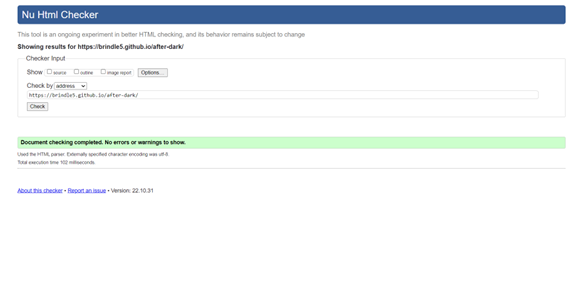 Nu Html Checker
This tool is an ongoing experiment in better HTML checking, and its behavior remains subject to change
Showing results for https://brindle5.github.io/after-dark/
Checker Input
Show source outline image report Options...
Check by address
https://brindle5.github.io/after-dark/
Check
Document checking completed. No errors or warnings to show.
Used the HTML parser. Externally specified character encoding was utf-8.
Total execution time 102 milliseconds.
About this checker • Report an issue • Version: 22.10.31